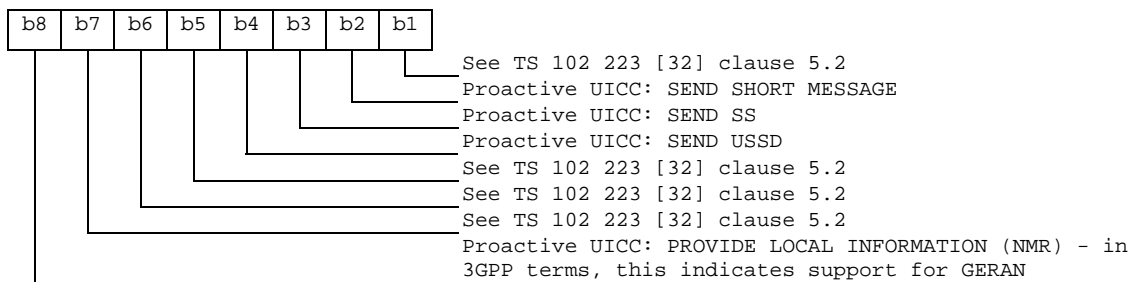 b8 b7 b6 b5 b4 b3 b2 b1
See TS 102 223 [32] clause 5.2
Proactive UICC: SEND SHORT MESSAGE
Proactive UICC: SEND SS
Proactive UICC: SEND USSD
See TS 102 223 [32] clause 5.2
See TS 102 223 [32] clause 5.2
See TS 102 223 [32] clause 5.2
Proactive UICC: PROVIDE LOCAL INFORMATION (NMR) - in
3GPP terms, this indicates support for GERAN